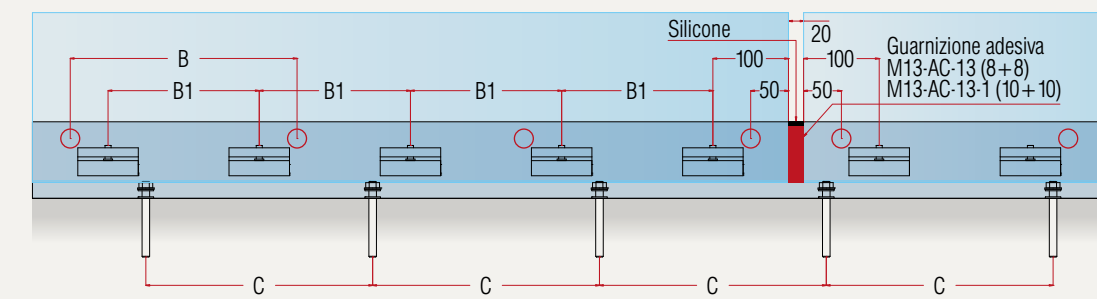 Silicone
20
Guarnizione adesiva
M13-AC-13 (8+8)
M13-AC-13-1 (10+10)
B
100
100
B1
B1
B1
B1
50
50
C
C
C
C